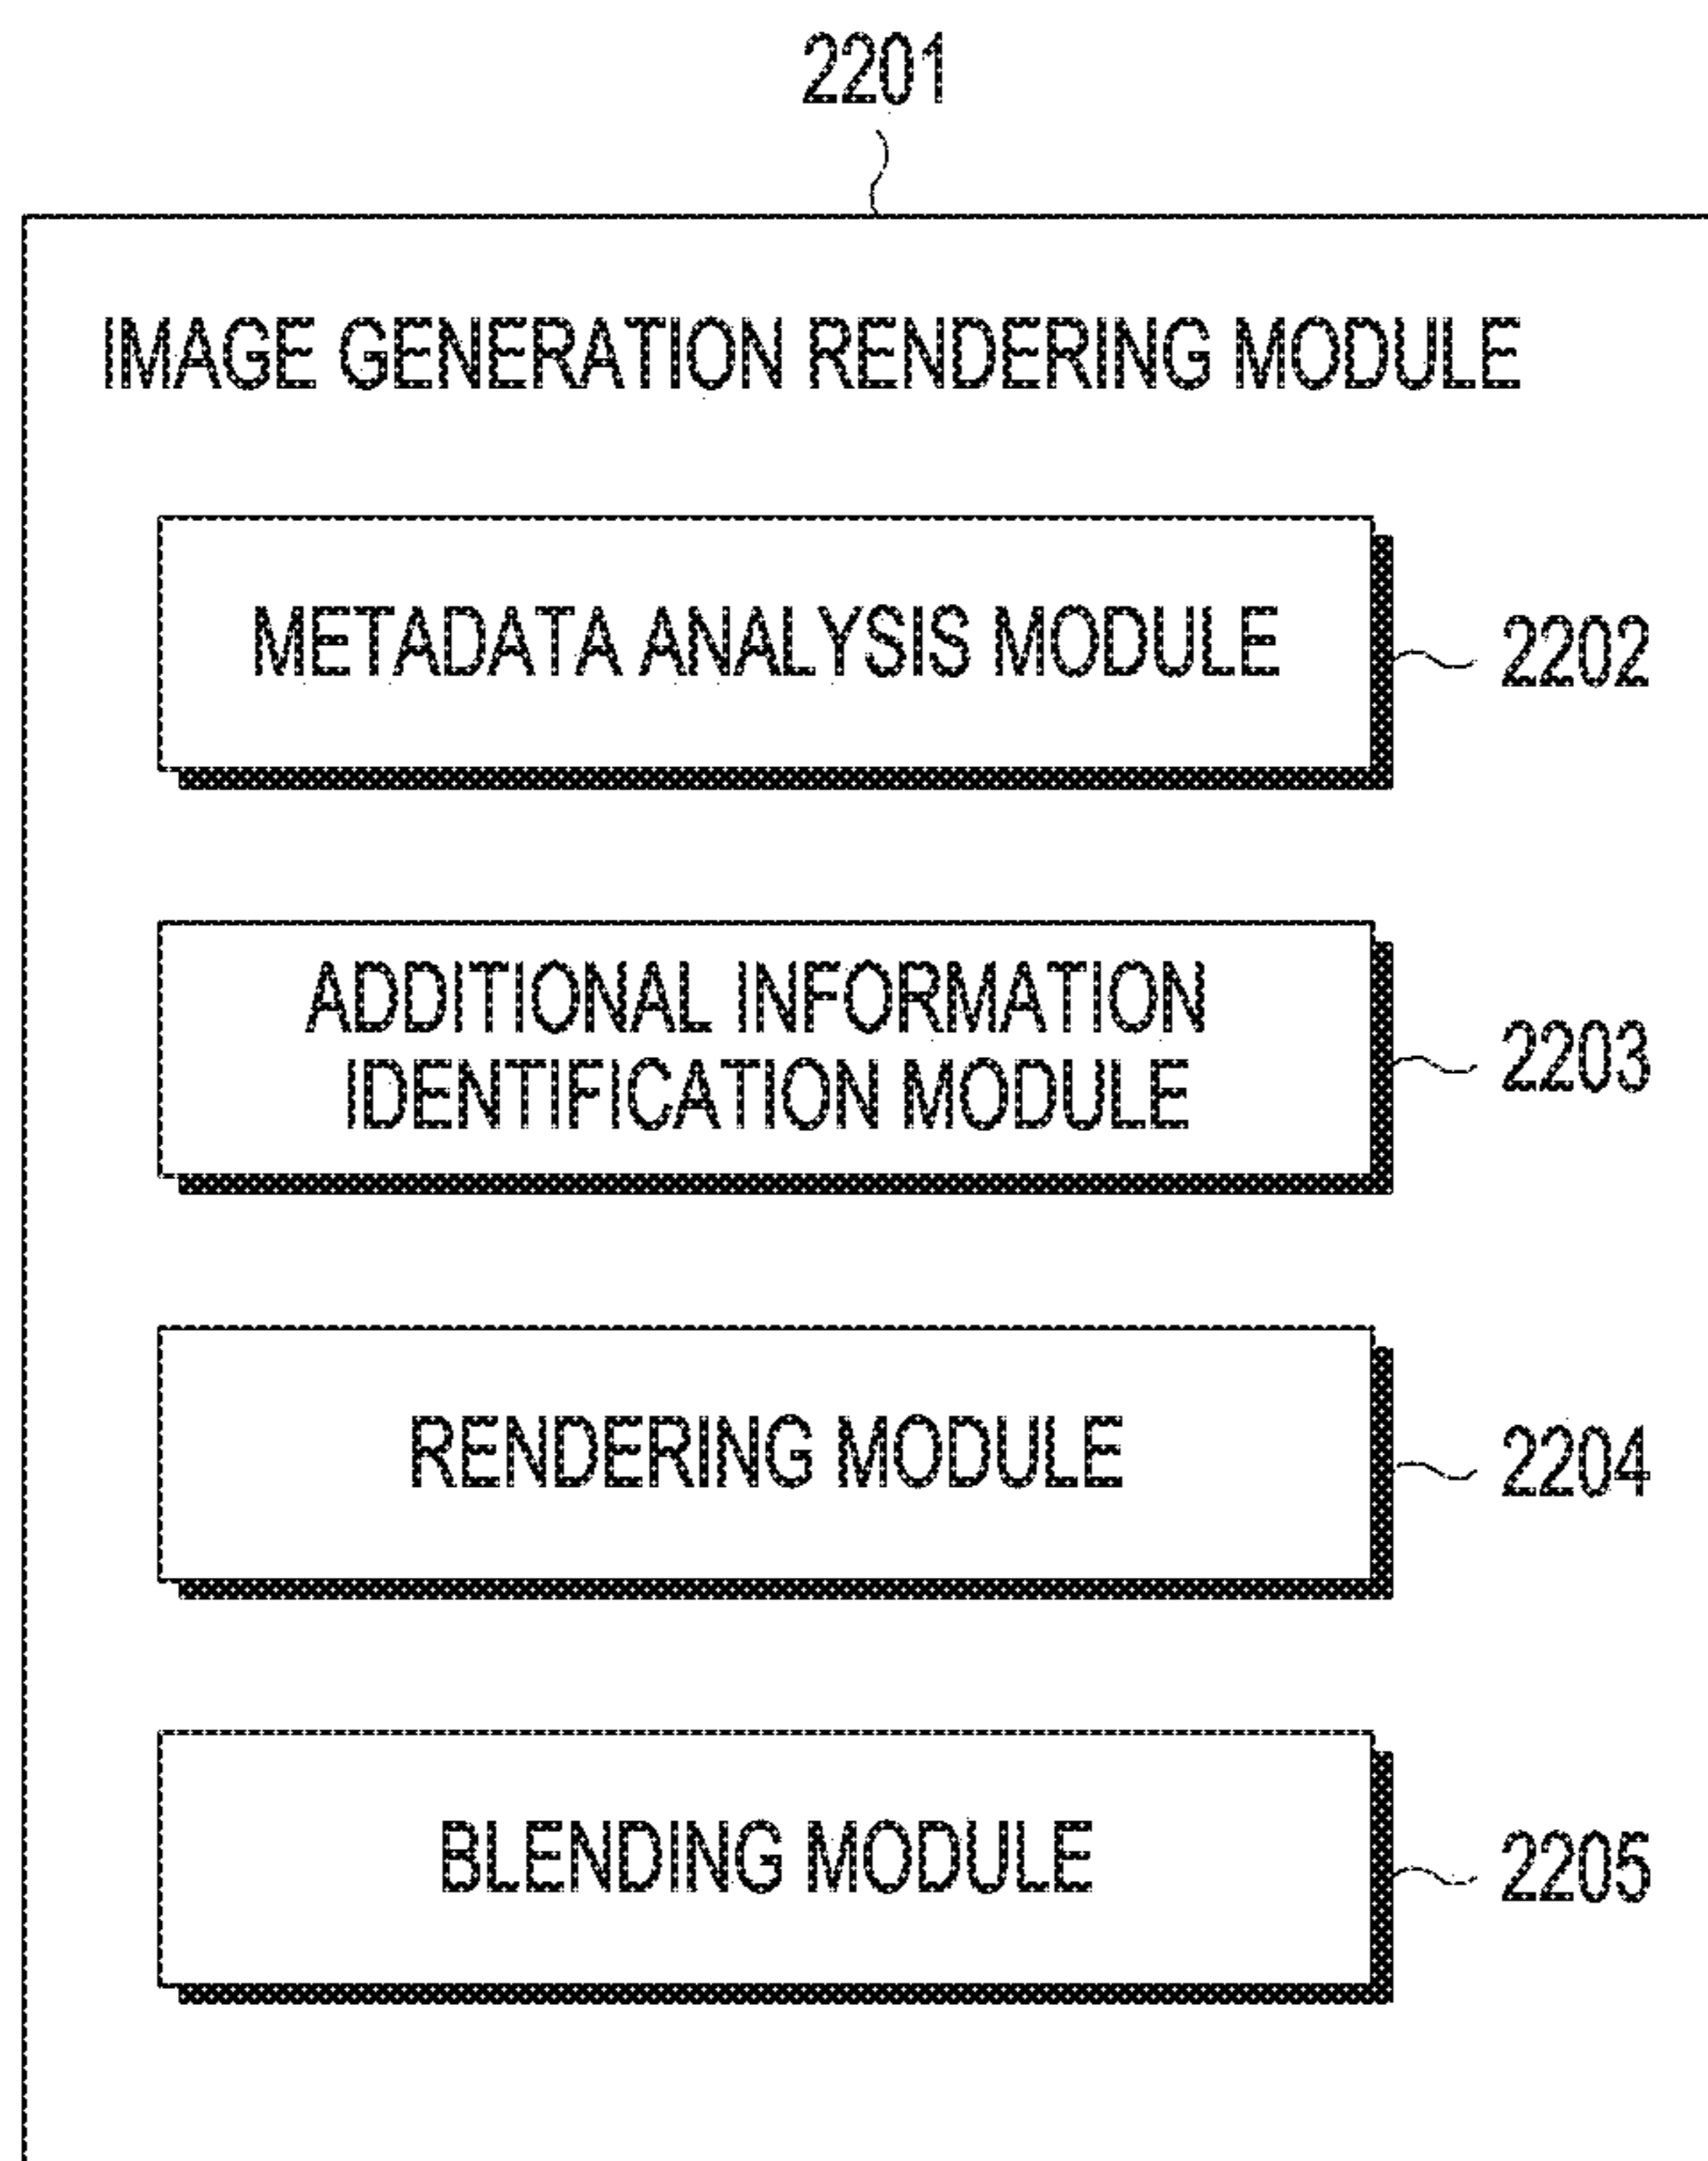 2201
IMAGE GENERATION RENDERING MODULE
METADATA ANALYSIS MODULE
2202
ADDITIONAL INFORMATION
IDENTIFICATION MODULE
2203
RENDERING MODULE
2204
BLENDING MODULE
2205